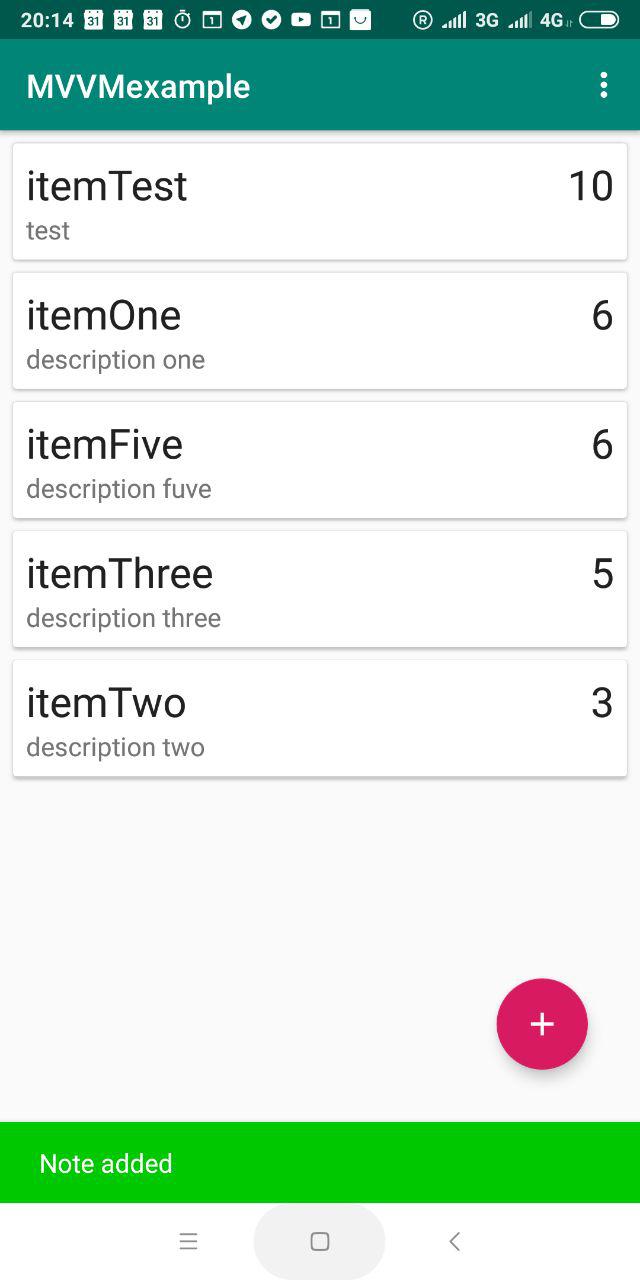 20:14 31 31 31 1 1 R 3G 4G
MVVMexample
itemTest 10
test
itemOne 6
description one
itemFive 6
description fuve
itemThree 5
description three
itemTwo 3
description two
+
Note added